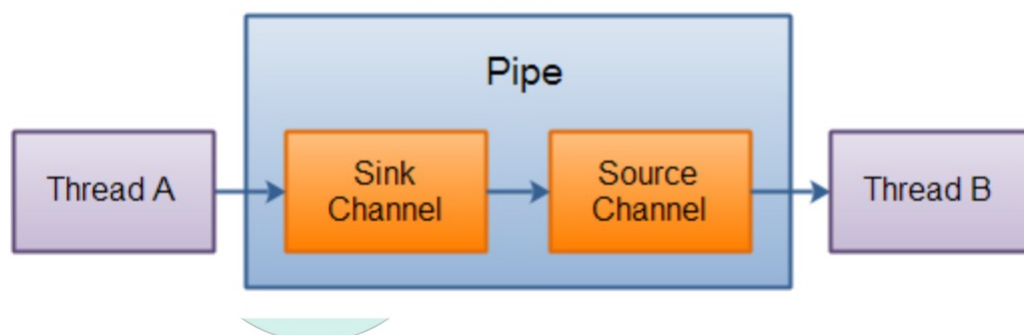 Pipe
Thread A
Sink
Channel
Source
Channel
Thread B